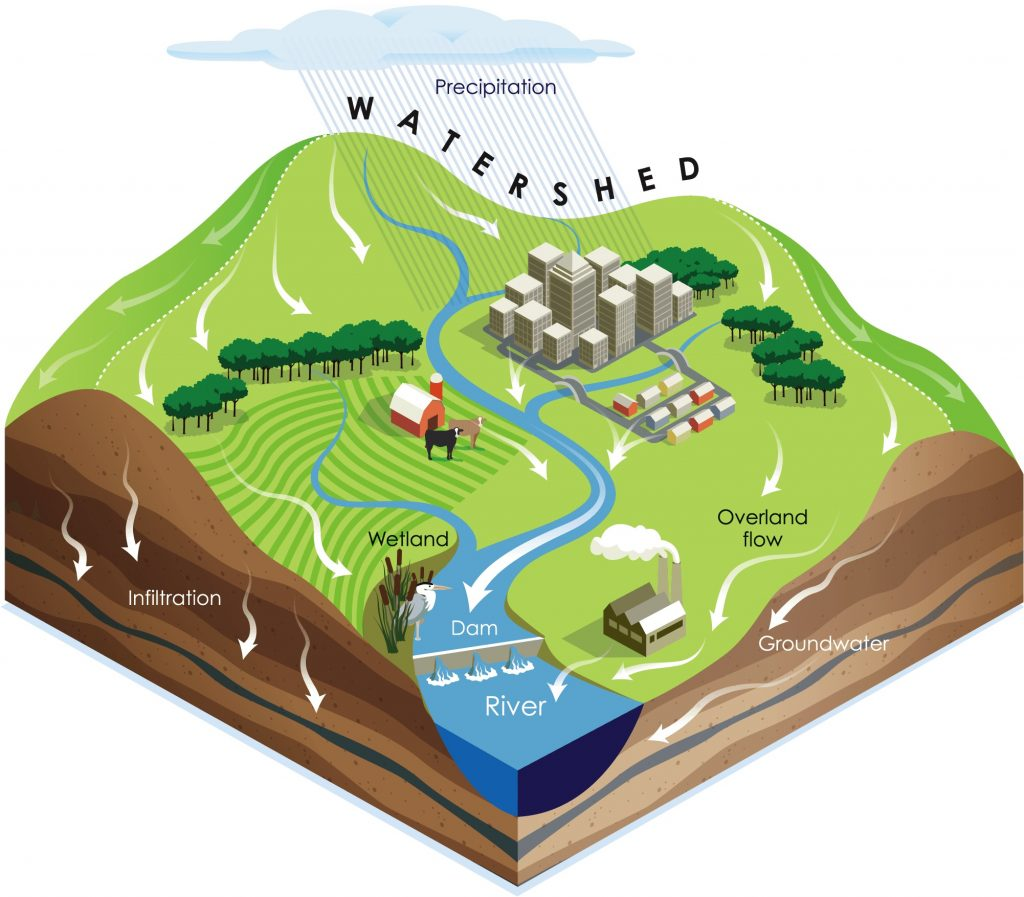 Precipitation
WATERSHED
Wetland
Overland
flow
Infiltration
Dam
Groundwater
River